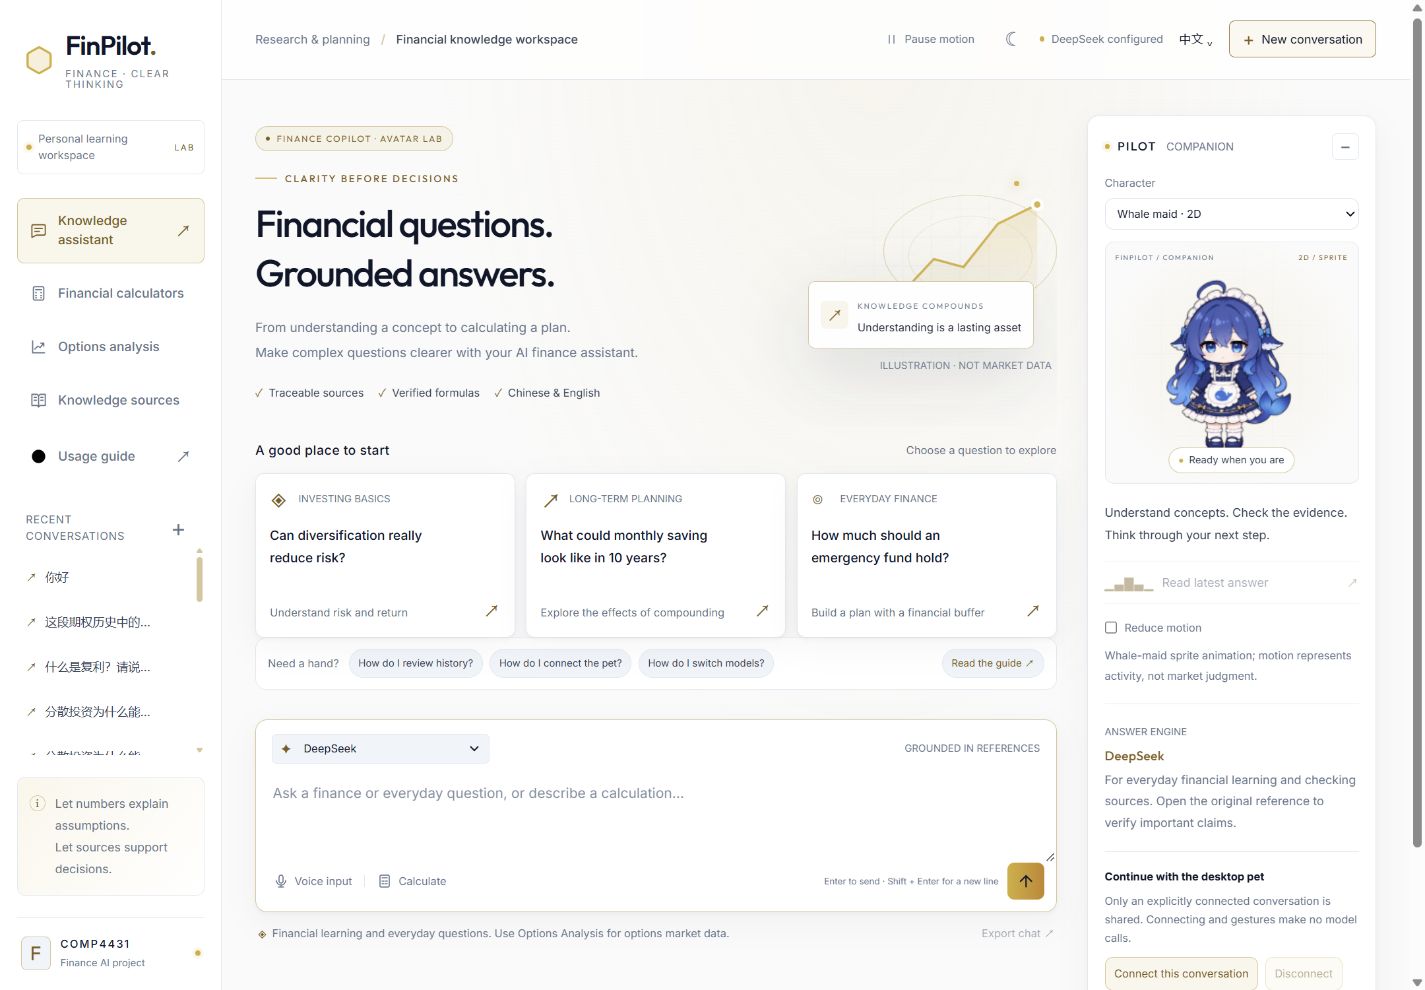 FinPilot.
FINANCE · CLEAR
THINKING
Personal learning
workspace
LAB
Knowledge
assistant
Financial calculators
Options analysis
Knowledge sources
Usage guide
RECENT
CONVERSATIONS
你好
这段期权历史中的...
什么是复利？请说...
分散投资为什么能...
分散投资为什么能...
Let numbers explain
assumptions.
Let sources support
decisions.
F
COMP4431
Finance AI project
Research & planning / Financial knowledge workspace
Pause motion
DeepSeek configured
中文
+ New conversation
FINANCE COPILOT · AVATAR LAB
CLARITY BEFORE DECISIONS
Financial questions.
Grounded answers.
From understanding a concept to calculating a plan.
Make complex questions clearer with your AI finance assistant.
✓ Traceable sources ✓ Verified formulas ✓ Chinese & English
KNOWLEDGE COMPOUNDS
Understanding is a lasting asset
ILLUSTRATION · NOT MARKET DATA
A good place to start
Choose a question to explore
INVESTING BASICS
Can diversification really
reduce risk?
Understand risk and return
LONG-TERM PLANNING
What could monthly saving
look like in 10 years?
Explore the effects of compounding
EVERYDAY FINANCE
How much should an
emergency fund hold?
Build a plan with a financial buffer
Need a hand?
How do I review history?
How do I connect the pet?
How do I switch models?
Read the guide
DeepSeek
GROUNDED IN REFERENCES
Ask a finance or everyday question, or describe a calculation...
Voice input
Calculate
Enter to send · Shift + Enter for a new line
Financial learning and everyday questions. Use Options Analysis for options market data.
Export chat
PILOT COMPANION
Character
Whale maid · 2D
FINPILOT / COMPANION
2D / SPRITE
Ready when you are
Understand concepts. Check the evidence.
Think through your next step.
Read latest answer
Reduce motion
Whale-maid sprite animation; motion represents
activity, not market judgment.
ANSWER ENGINE
DeepSeek
For everyday financial learning and checking
sources. Open the original reference to
verify important claims.
Continue with the desktop pet
Only an explicitly connected conversation is
shared. Connecting and gestures make no model
calls.
Connect this conversation
Disconnect